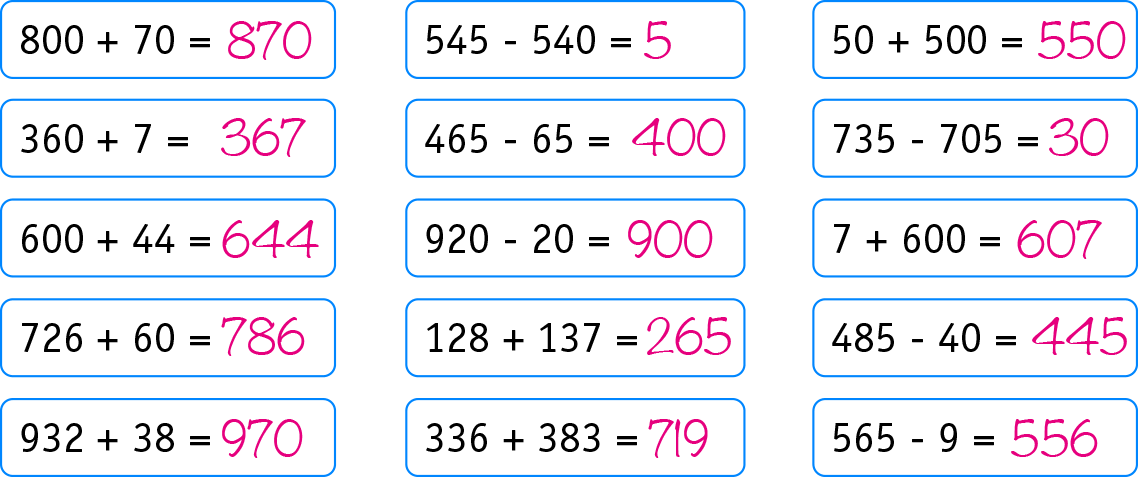 800 + 70 = 870
545 - 540 = 5
50 + 500 = 550
360 + 7 = 367
465 - 65 = 400
735 - 705 = 30
600 + 44 = 644
920 - 20 = 900
7 + 600 = 607
726 + 60 = 786
128 + 137 = 265
485 - 40 = 445
932 + 38 = 970
336 + 383 = 719
565 - 9 = 556